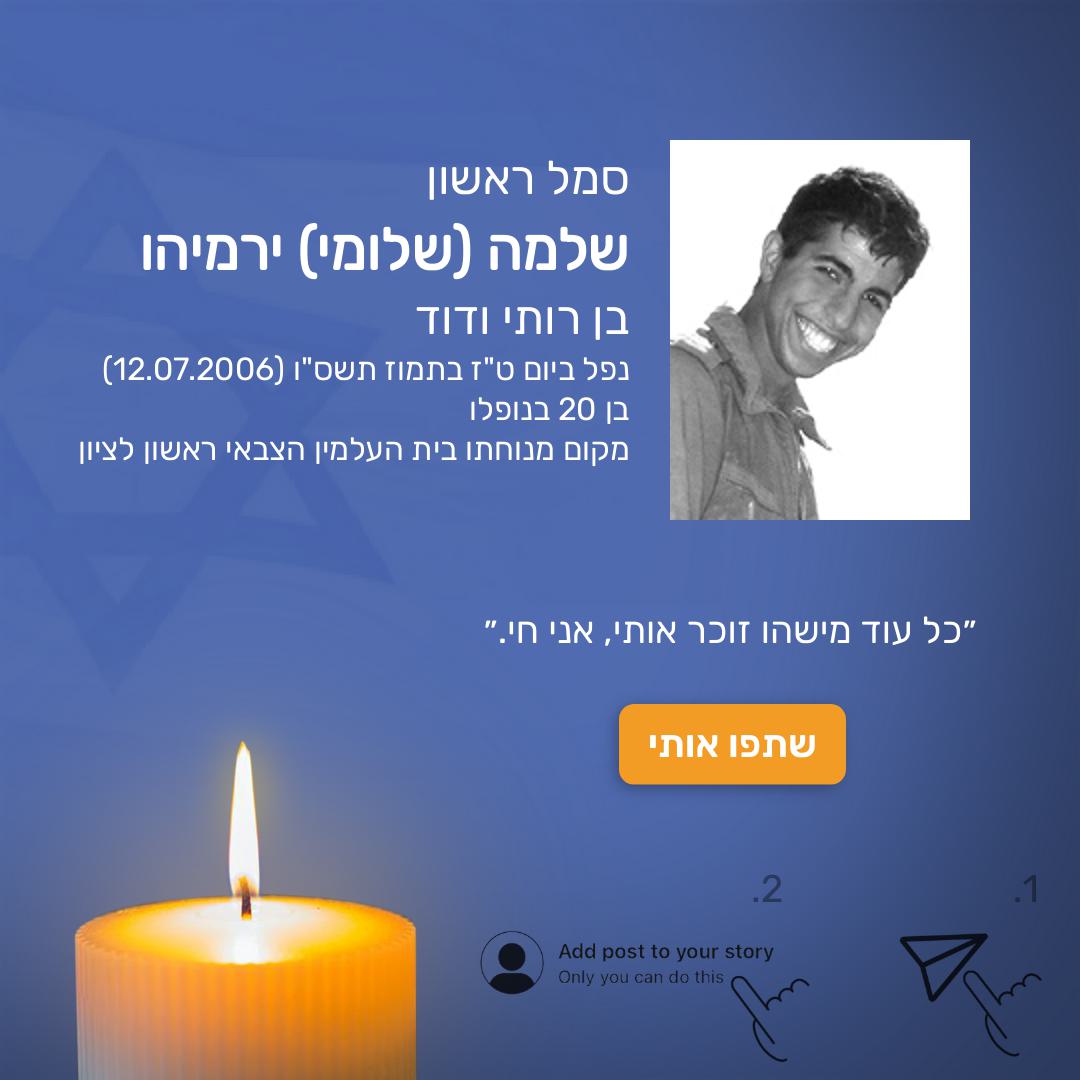 סמל ראשון
שלמה (שלומי) ירמיהו
בן רותי ודוד
נפל ביום ט"ז בתמוז תשס"ו (12.07.2006)
בן 20 בנופלו
מקום מנוחתו בית העלמין הצבאי ראשון לציון
״כל עוד מישהו זוכר אותי, אני חי.״
שתפו אותי
1.
2.
Add post to your story
Only you can do this